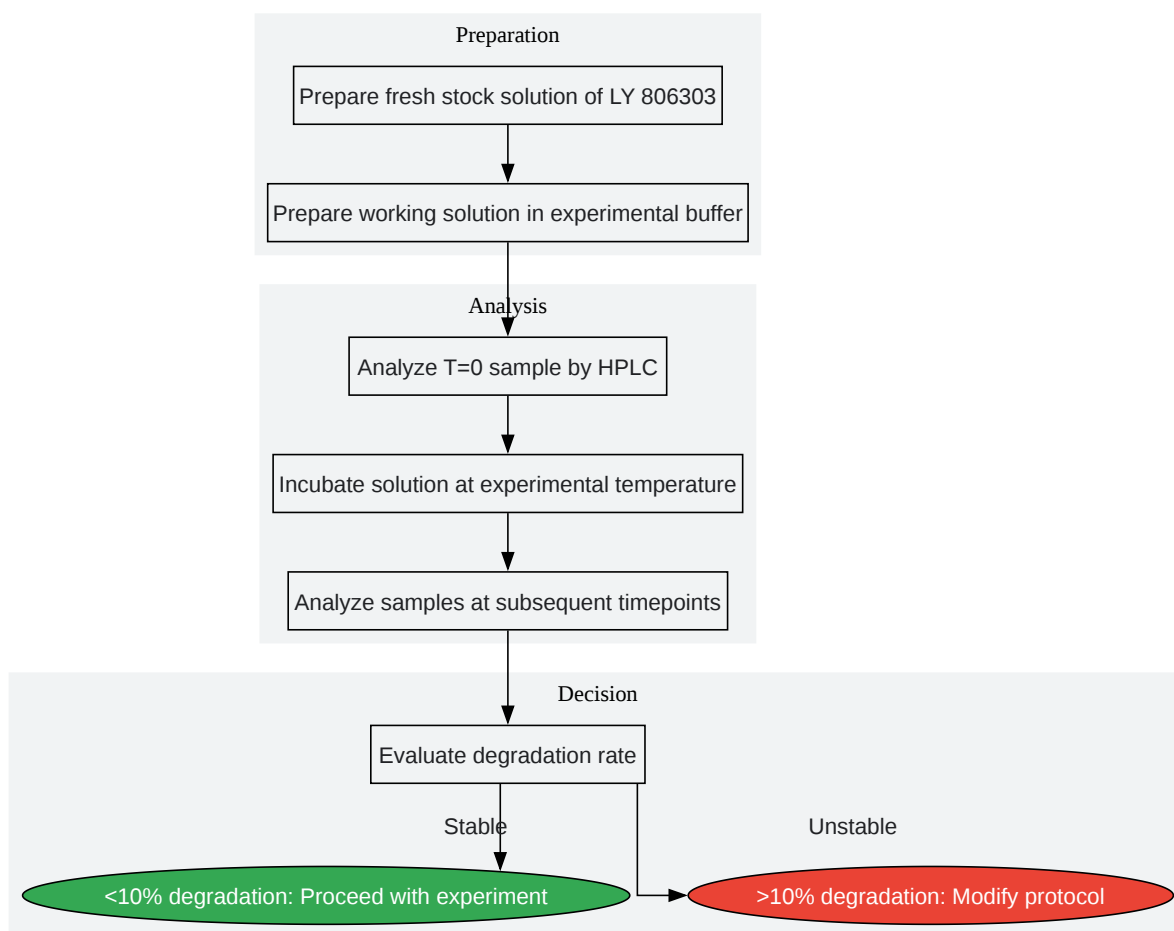 Preparation
Prepare fresh stock solution of LY 806303
Prepare working solution in experimental buffer
Analysis
Analyze T=0 sample by HPLC
Incubate solution at experimental temperature
Analyze samples at subsequent timepoints
Decision
Evaluate degradation rate
Stable
Unstable
<10% degradation: Proceed with experiment
>10% degradation: Modify protocol